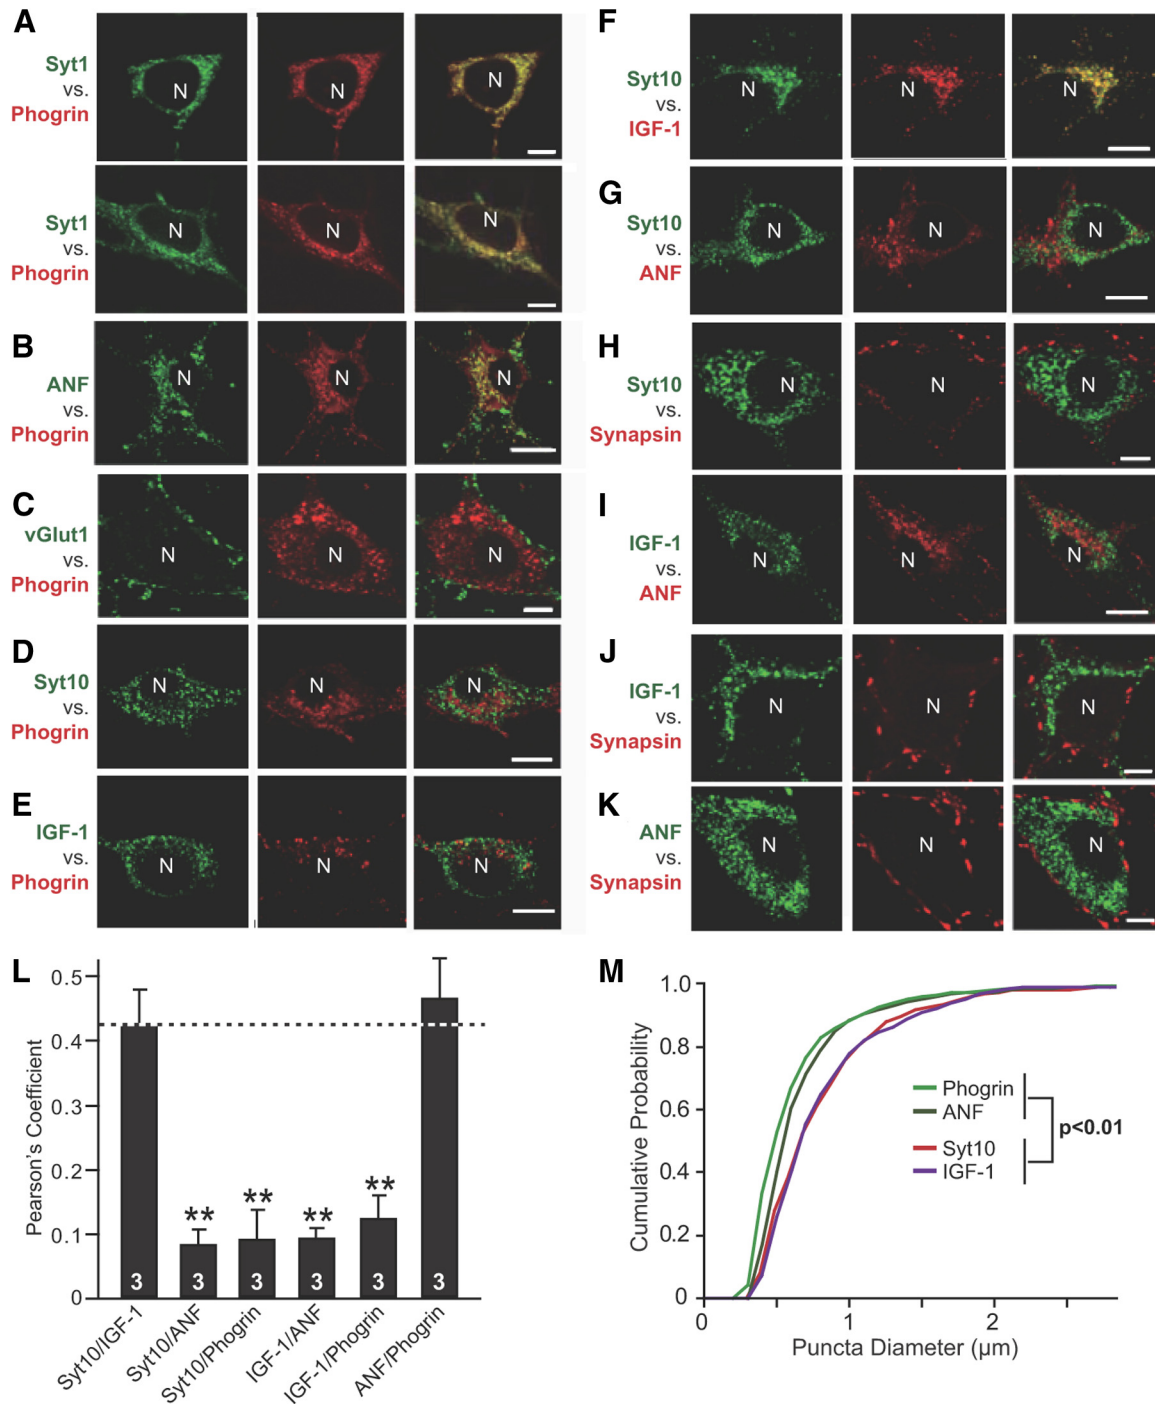 A
Syt1
vs.
Phogrin
N
N
N
Syt1
vs.
Phogrin
N
N
N
B
ANF
vs.
Phogrin
N
N
N
C
vGlut1
vs.
Phogrin
N
N
N
D
Syt10
vs.
Phogrin
N
N
N
E
IGF-1
vs.
Phogrin
N
N
N
F
Syt10
vs.
IGF-1
N
N
N
G
Syt10
vs.
ANF
N
N
N
H
Syt10
vs.
Synapsin
N
N
N
I
IGF-1
vs.
ANF
N
N
N
J
IGF-1
vs.
Synapsin
N
N
N
K
ANF
vs.
Synapsin
N
N
N
L
Pearson's Coefficient
0.5
0.4
0.3
0.2
0.1
0
** ** ** **
3 3 3 3 3 3
Syt10/IGF-1
Syt10/ANF
Syt10/Phogrin
IGF-1/ANF
IGF-1/Phogrin
ANF/Phogrin
M
Cumulative Probability
1.0
0.8
0.6
0.4
0.2
0
Phogrin
ANF
Syt10
IGF-1
p<0.01
0 1 2
Puncta Diameter (µm)